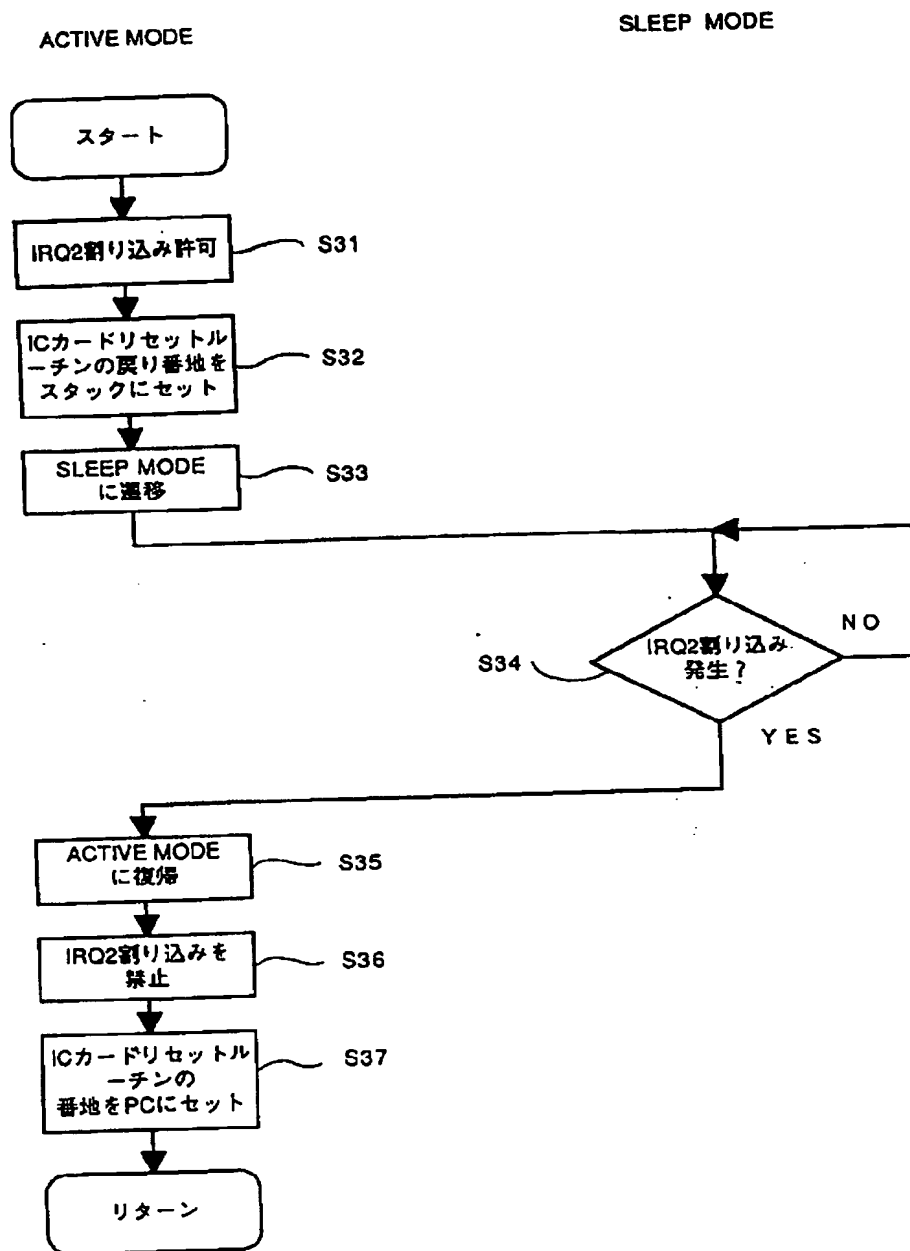 ACTIVE MODE
SLEEP MODE
スタート
IRQ2割り込み許可
S31
ICカードリセットル
ーチンの戻り番地を
スタックにセット
S32
SLEEP MODE
に遷移
S33
IRQ2割り込み
発生？
S34
NO
YES
ACTIVE MODE
に復帰
S35
IRQ2割り込みを
禁止
S36
ICカードリセットル
ーチンの
番地をPCにセット
S37
リターン